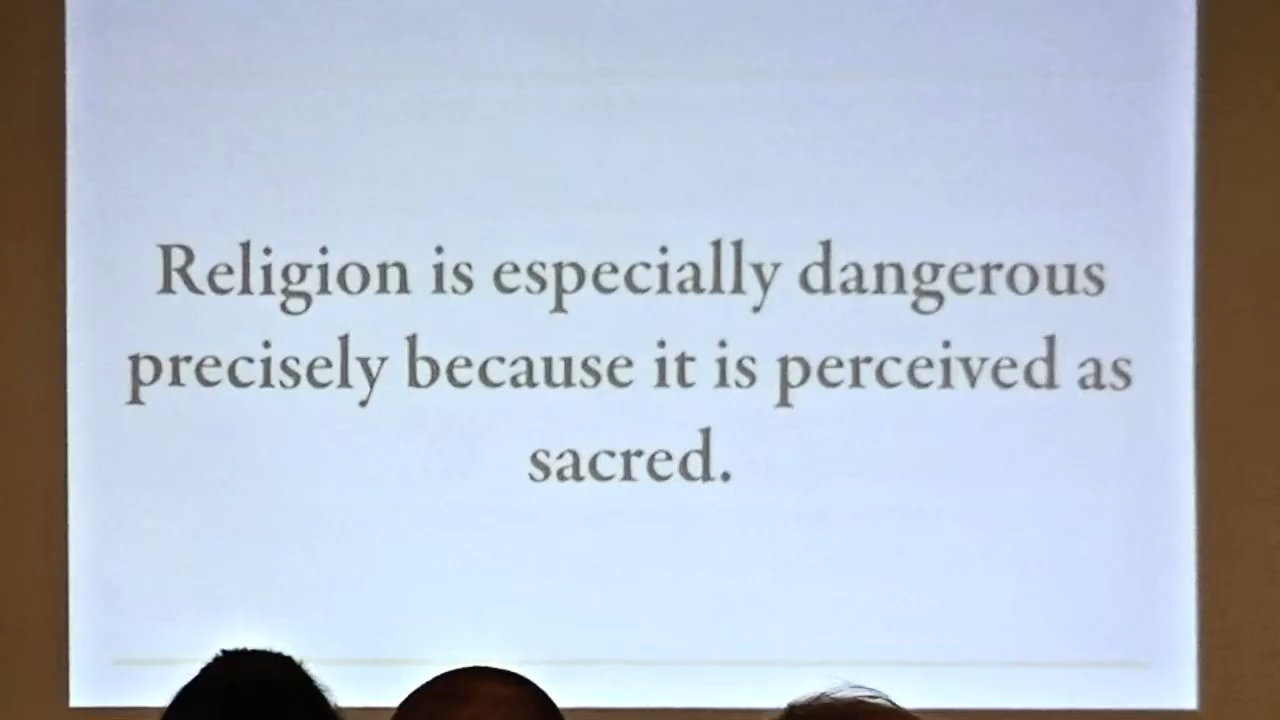 Religion is especially dangerous
precisely because it is perceived as
sacred.